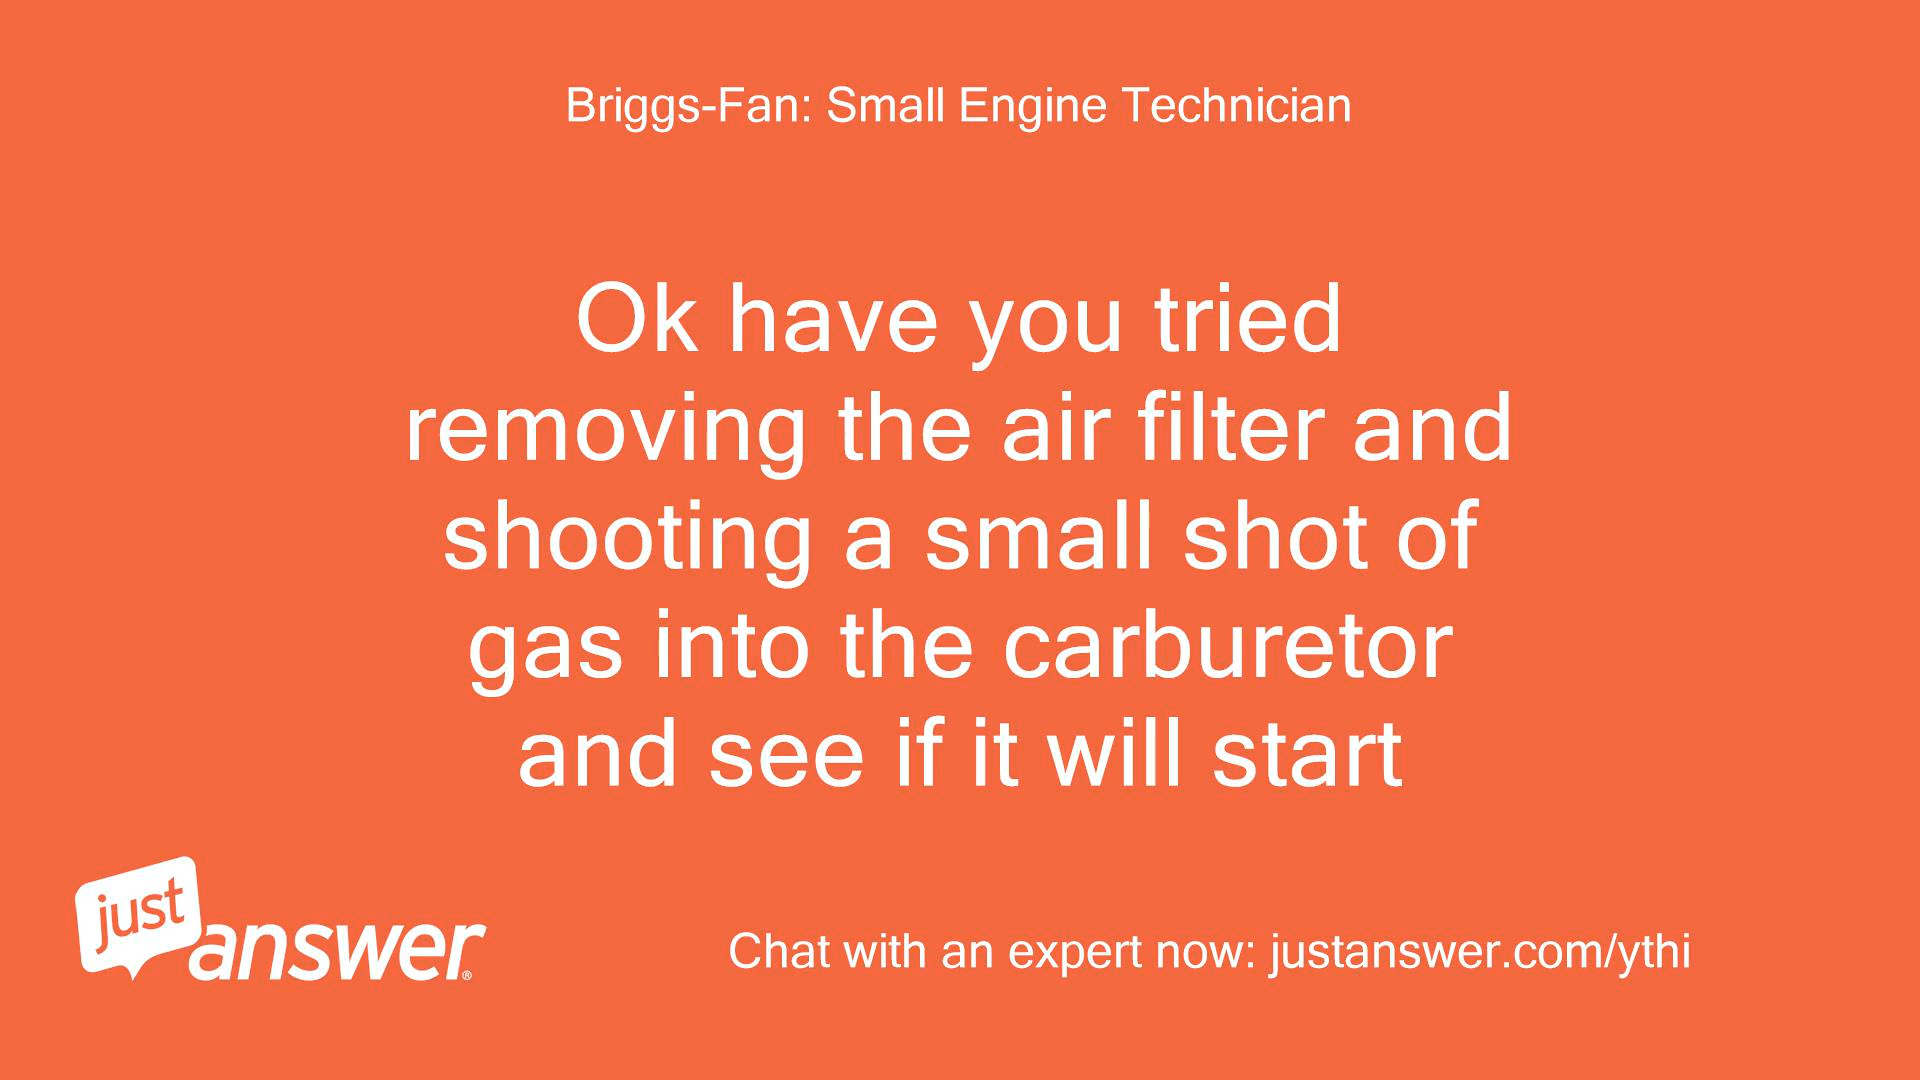 Briggs-Fan: Small Engine Technician
Ok have you tried
removing the air filter and
shooting a small shot of
gas into the carburetor
and see if it will start
just
answer®
Chat with an expert now: justanswer.com/ythi